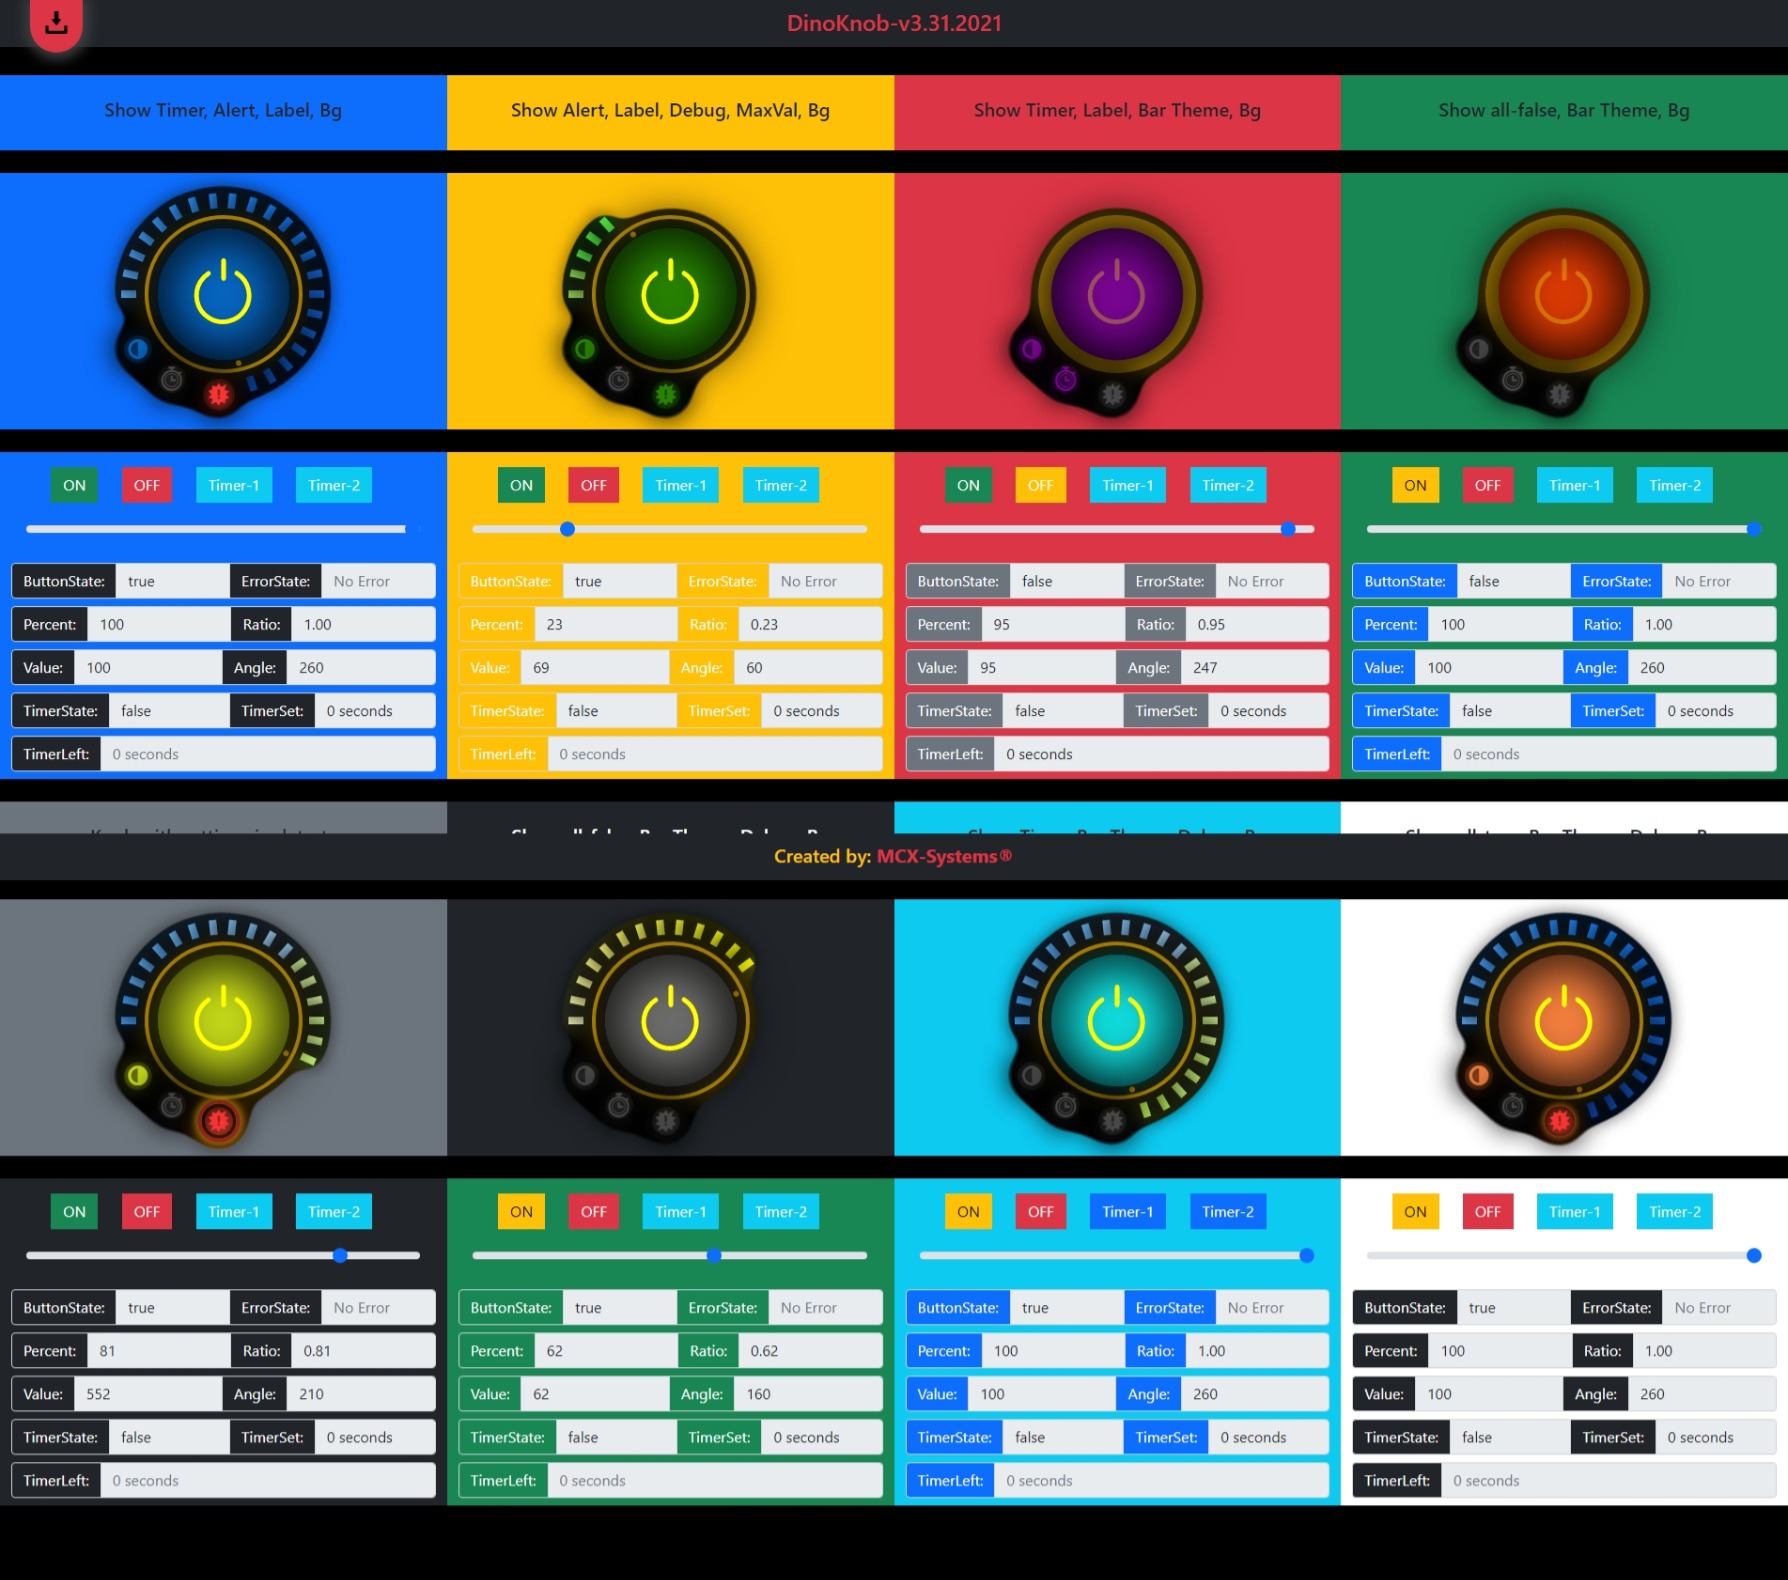 DinoKnob-v3.31.2021
Show Timer, Alert, Label, Bg
Show Alert, Label, Debug, MaxVal, Bg
Show Timer, Label, Bar Theme, Bg
Show all-false, Bar Theme, Bg
ON OFF Timer-1 Timer-2
ON OFF Timer-1 Timer-2
ON OFF Timer-1 Timer-2
ON OFF Timer-1 Timer-2
ButtonState: true ErrorState: No Error
Percent: 100 Ratio: 1.00
Value: 100 Angle: 260
TimerState: false TimerSet: 0 seconds
TimerLeft: 0 seconds
ButtonState: true ErrorState: No Error
Percent: 23 Ratio: 0.23
Value: 69 Angle: 60
TimerState: false TimerSet: 0 seconds
TimerLeft: 0 seconds
ButtonState: false ErrorState: No Error
Percent: 95 Ratio: 0.95
Value: 95 Angle: 247
TimerState: false TimerSet: 0 seconds
TimerLeft: 0 seconds
ButtonState: false ErrorState: No Error
Percent: 100 Ratio: 1.00
Value: 100 Angle: 260
TimerState: false TimerSet: 0 seconds
TimerLeft: 0 seconds
Created by: MCX-Systems®
ON OFF Timer-1 Timer-2
ON OFF Timer-1 Timer-2
ON OFF Timer-1 Timer-2
ON OFF Timer-1 Timer-2
ButtonState: true ErrorState: No Error
Percent: 81 Ratio: 0.81
Value: 552 Angle: 210
TimerState: false TimerSet: 0 seconds
TimerLeft: 0 seconds
ButtonState: true ErrorState: No Error
Percent: 62 Ratio: 0.62
Value: 62 Angle: 160
TimerState: false TimerSet: 0 seconds
TimerLeft: 0 seconds
ButtonState: true ErrorState: No Error
Percent: 100 Ratio: 1.00
Value: 100 Angle: 260
TimerState: false TimerSet: 0 seconds
TimerLeft: 0 seconds
ButtonState: true ErrorState: No Error
Percent: 100 Ratio: 1.00
Value: 100 Angle: 260
TimerState: false TimerSet: 0 seconds
TimerLeft: 0 seconds